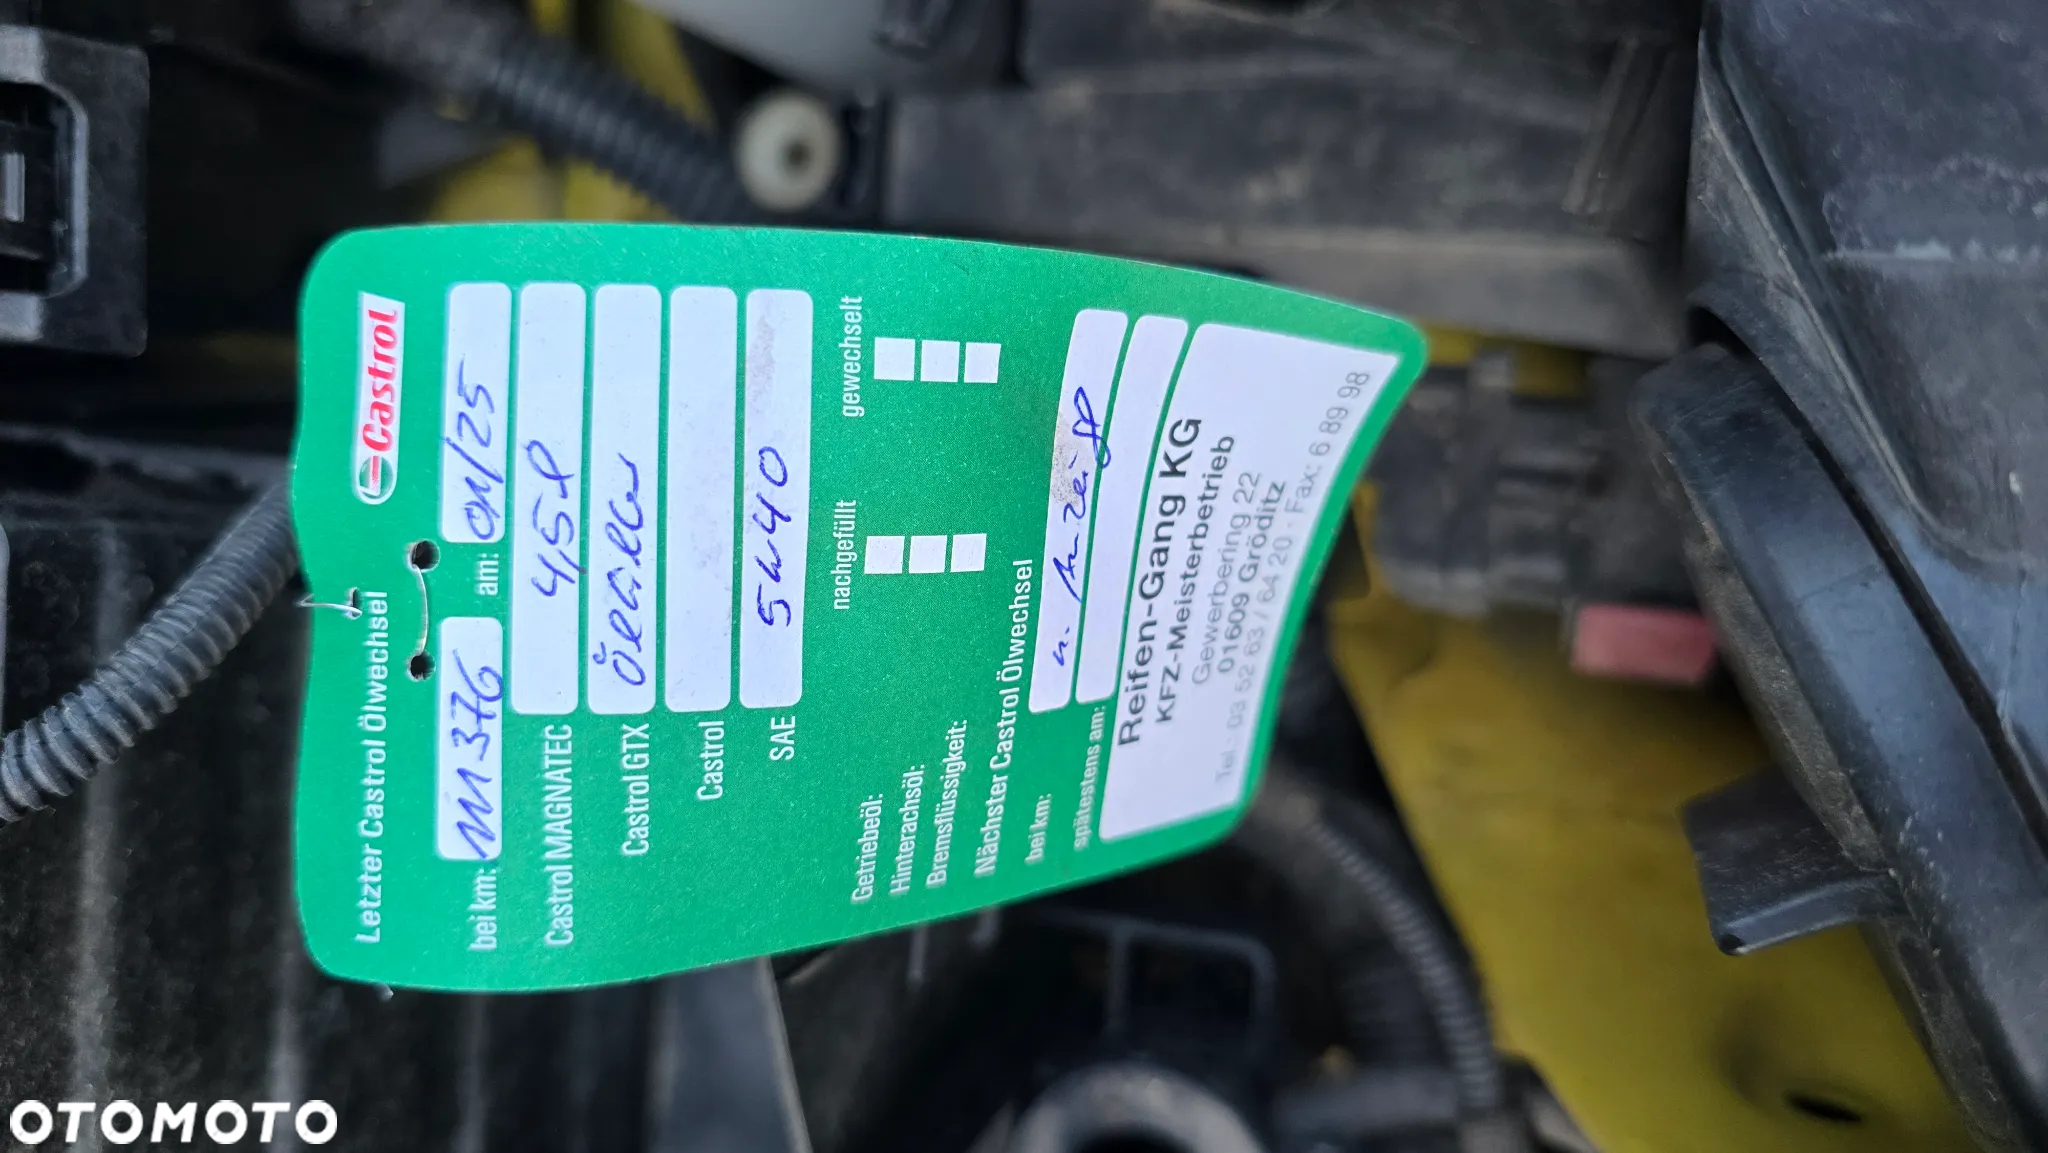 Letzter Castrol Ölwechsel
Castrol
bei km: 111376 am: 01/25
Castrol MAGNATEC 4,5l
Castrol GTX Ölfilter
Castrol
SAE 5W40
nachgefüllt gewechselt
Getriebeöl:
Hinterachsöl:
Bremsflüssigkeit:
Nächster Castrol Ölwechsel
bei km: n. Anzeige
spätestens am:
Reifen-Gang KG
KFZ-Meisterbetrieb
Gewerbering 22
01609 Gröditz
Tel.: 03 52 63 / 64 20 · Fax: 6 89 98
OTOMOTO